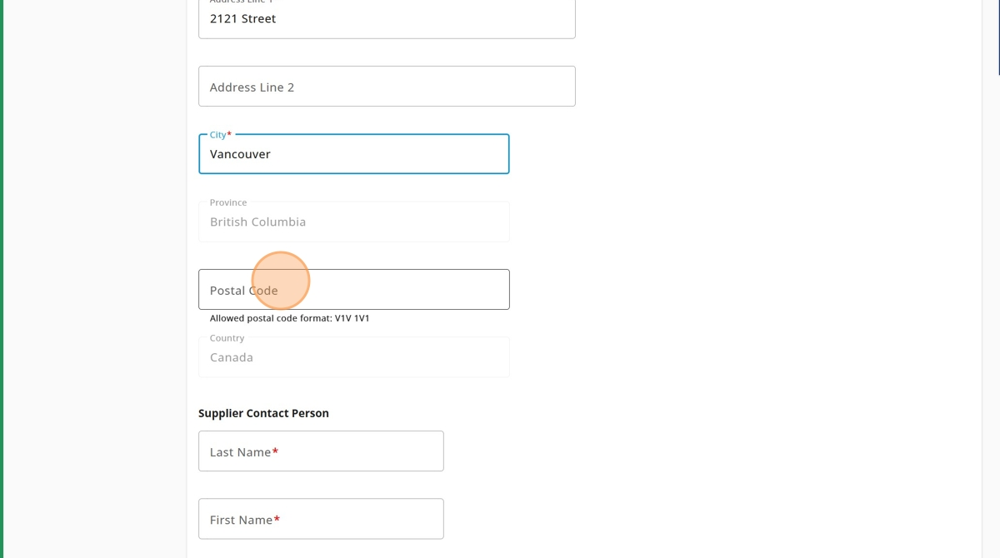 Address Line 1
2121 Street
Address Line 2
City*
Vancouver
Province
British Columbia
Postal Code
Allowed postal code format: V1V 1V1
Country
Canada
Supplier Contact Person
Last Name*
First Name*